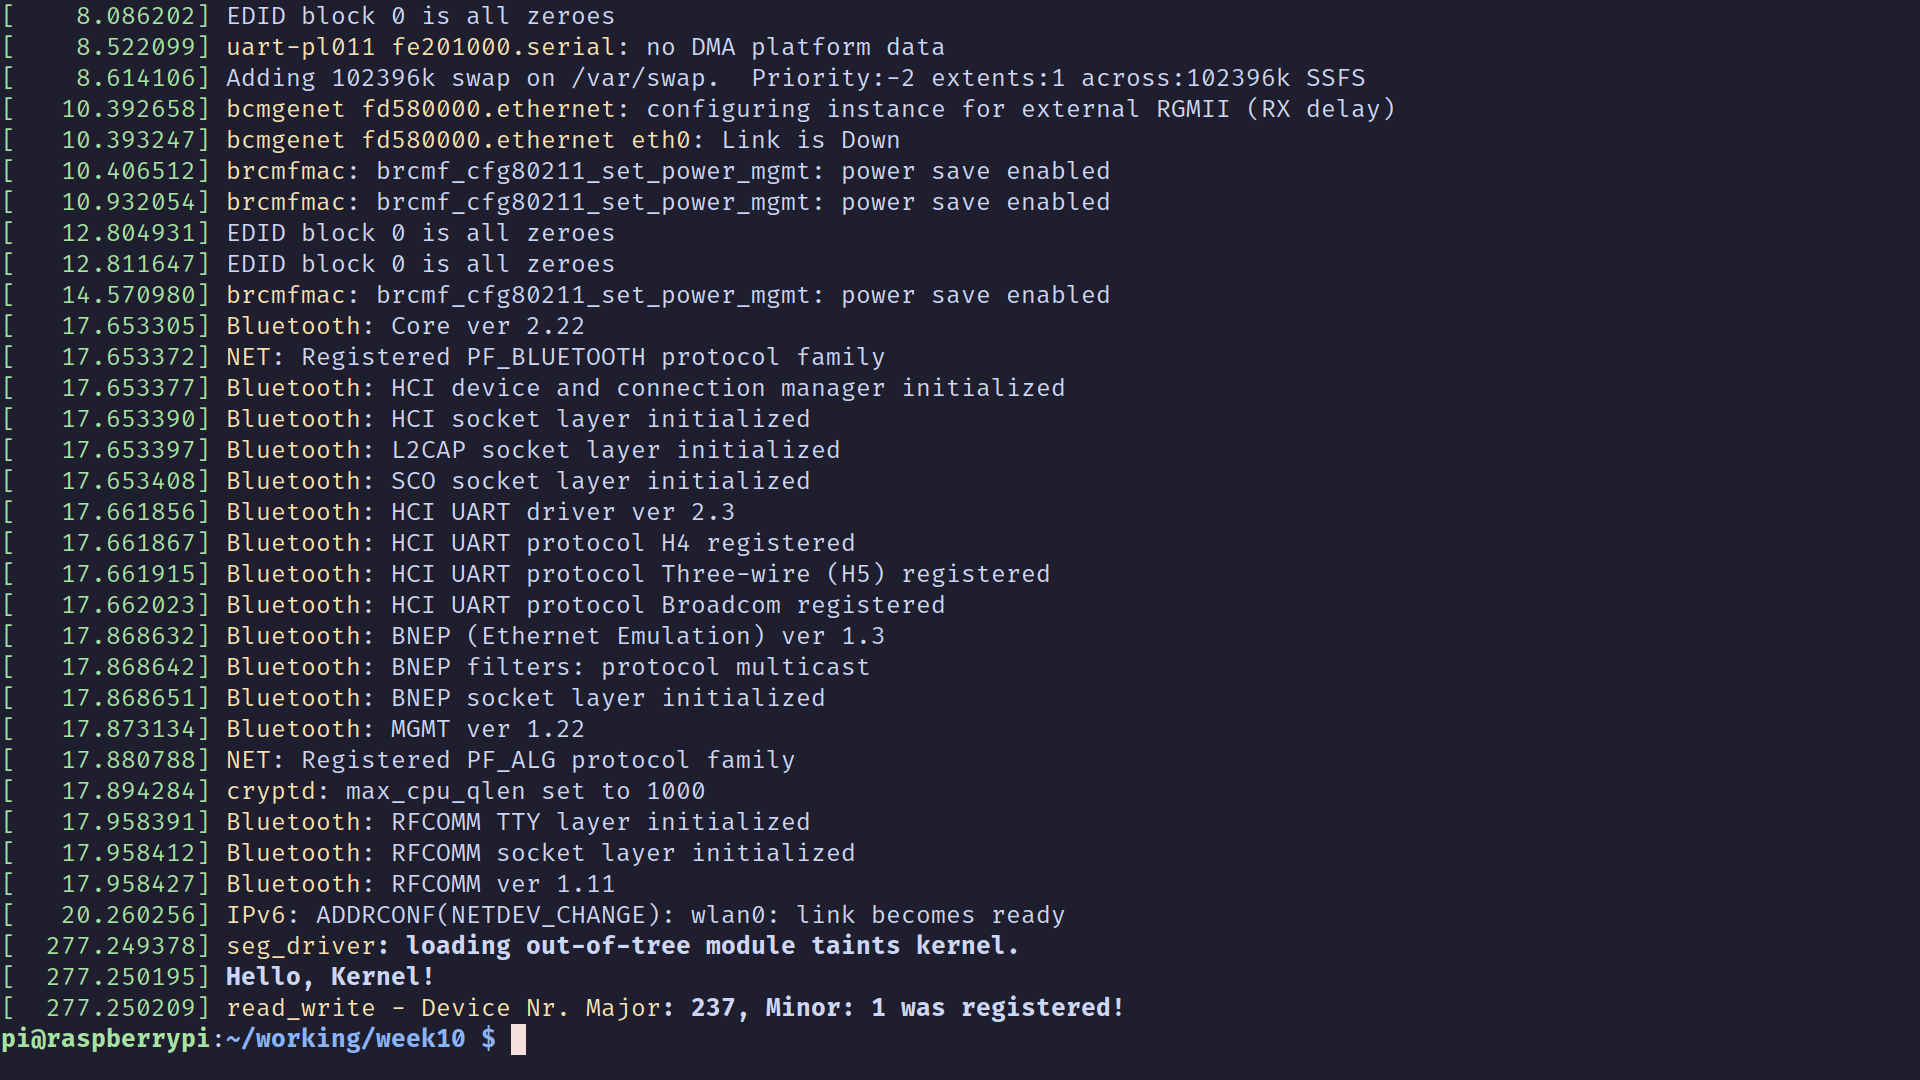 [    8.086202] EDID block 0 is all zeroes
[    8.522099] uart-pl011 fe201000.serial: no DMA platform data
[    8.614106] Adding 102396k swap on /var/swap.  Priority:-2 extents:1 across:102396k SSFS
[   10.392658] bcmgenet fd580000.ethernet: configuring instance for external RGMII (RX delay)
[   10.393247] bcmgenet fd580000.ethernet eth0: Link is Down
[   10.406512] brcmfmac: brcmf_cfg80211_set_power_mgmt: power save enabled
[   10.932054] brcmfmac: brcmf_cfg80211_set_power_mgmt: power save enabled
[   12.804931] EDID block 0 is all zeroes
[   12.811647] EDID block 0 is all zeroes
[   14.570980] brcmfmac: brcmf_cfg80211_set_power_mgmt: power save enabled
[   17.653305] Bluetooth: Core ver 2.22
[   17.653372] NET: Registered PF_BLUETOOTH protocol family
[   17.653377] Bluetooth: HCI device and connection manager initialized
[   17.653390] Bluetooth: HCI socket layer initialized
[   17.653397] Bluetooth: L2CAP socket layer initialized
[   17.653408] Bluetooth: SCO socket layer initialized
[   17.661856] Bluetooth: HCI UART driver ver 2.3
[   17.661867] Bluetooth: HCI UART protocol H4 registered
[   17.661915] Bluetooth: HCI UART protocol Three-wire (H5) registered
[   17.662023] Bluetooth: HCI UART protocol Broadcom registered
[   17.868632] Bluetooth: BNEP (Ethernet Emulation) ver 1.3
[   17.868642] Bluetooth: BNEP filters: protocol multicast
[   17.868651] Bluetooth: BNEP socket layer initialized
[   17.873134] Bluetooth: MGMT ver 1.22
[   17.880788] NET: Registered PF_ALG protocol family
[   17.894284] cryptd: max_cpu_qlen set to 1000
[   17.958391] Bluetooth: RFCOMM TTY layer initialized
[   17.958412] Bluetooth: RFCOMM socket layer initialized
[   17.958427] Bluetooth: RFCOMM ver 1.11
[   20.260256] IPv6: ADDRCONF(NETDEV_CHANGE): wlan0: link becomes ready
[  277.249378] seg_driver: loading out-of-tree module taints kernel.
[  277.250195] Hello, Kernel!
[  277.250209] read_write - Device Nr. Major: 237, Minor: 1 was registered!
pi@raspberrypi:~/working/week10 $